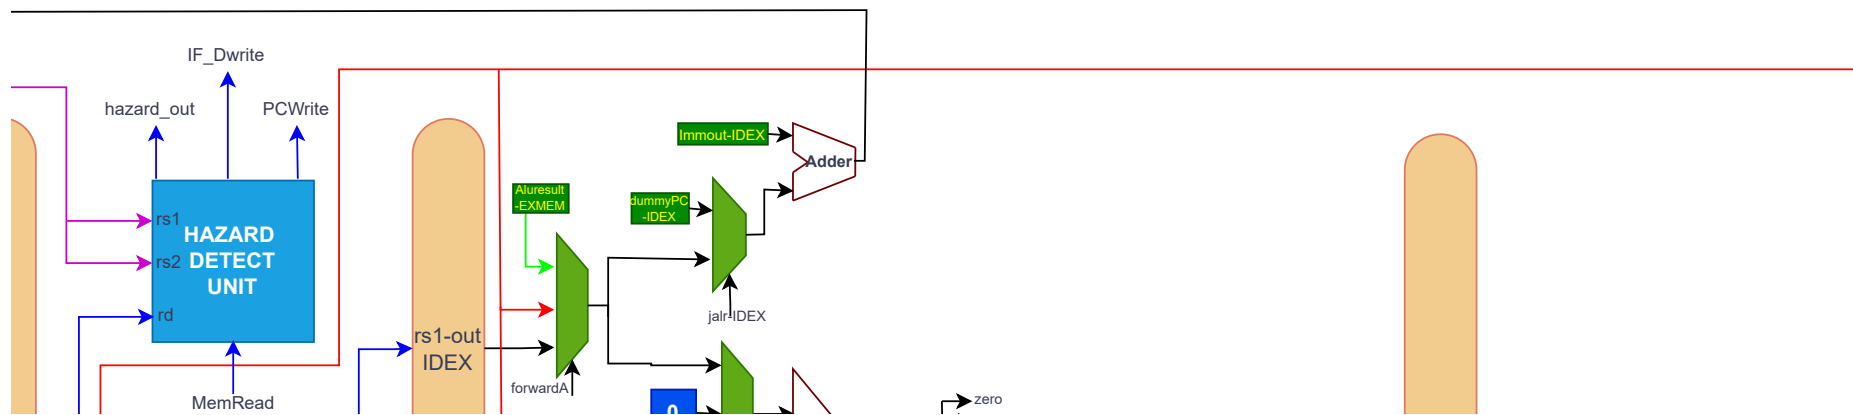 IF_Dwrite
hazard_out
PCWrite
rs1
HAZARD
rs2
DETECT
UNIT
rd
MemRead
rs1-out
IDEX
Aluresult
-EXMEM
forwardA
Immout-IDEX
Adder
dummyPC
-IDEX
jalr-IDEX
0
zero